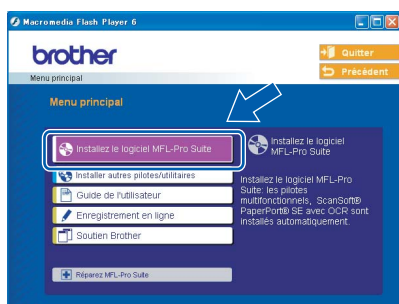 Macromedia Flash Player 6
brother
Quitter
Menu principal
Précédent
Menu principal
Installez le logiciel MFL-Pro Suite
Installer autres pilotes/utilitaires
Guide de l'utilisateur
Enregistrement en ligne
Soutien Brother
Réparez MFL-Pro Suite
Installez le logiciel
MFL-Pro Suite
Installez le logiciel MFL-Pro
Suite: les pilotes
multifonctionnels, ScanSoft®
PaperPort® SE avec OCR sont
installés automatiquement.